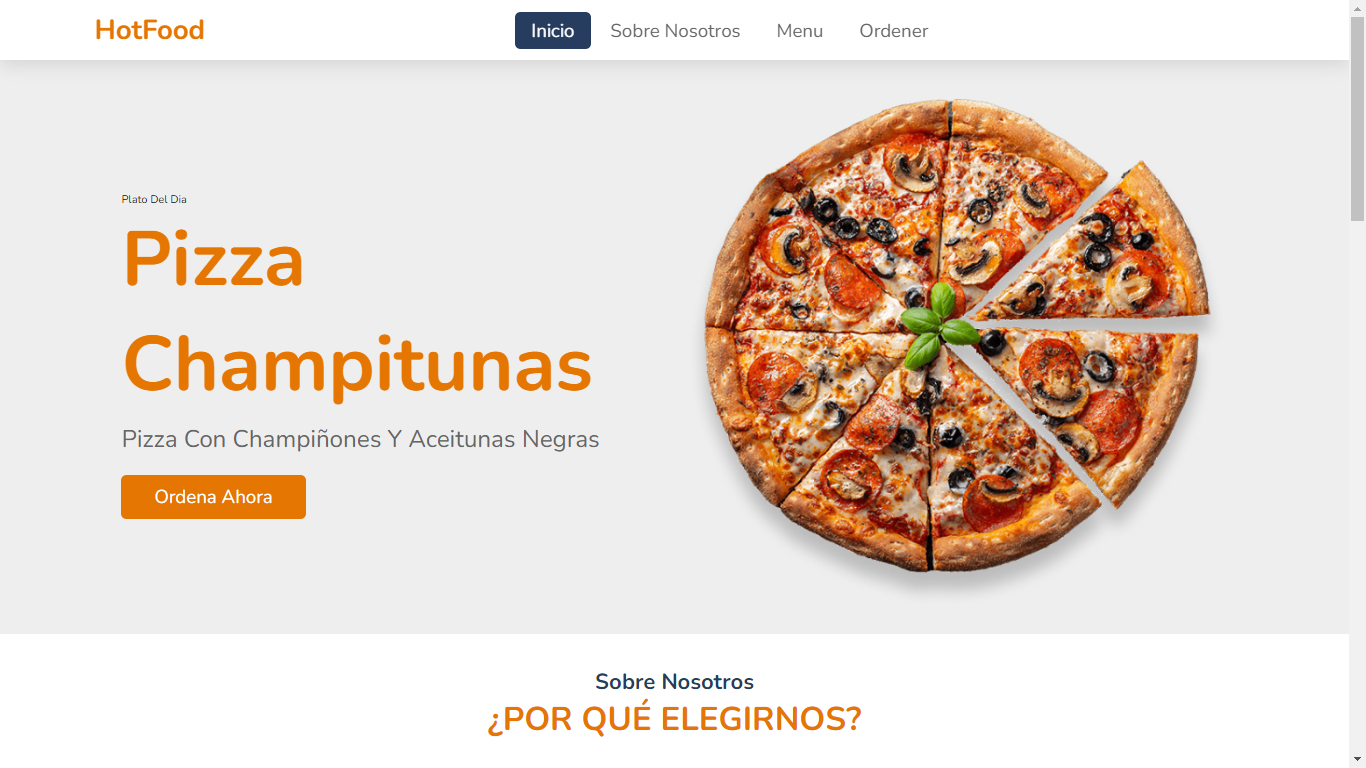 HotFood
Inicio Sobre Nosotros Menu Ordener
Plato Del Dia
Pizza
Champitunas
Pizza Con Champiñones Y Aceitunas Negras
Ordena Ahora
Sobre Nosotros
¿POR QUÉ ELEGIRNOS?